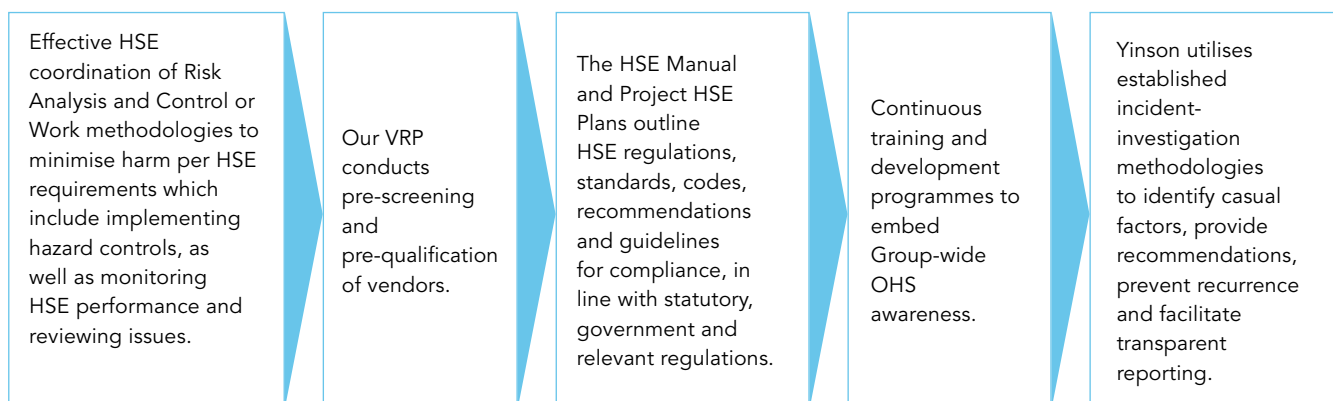 Effective HSE
coordination of Risk
Analysis and Control or
Work methodologies to
minimise harm per HSE
requirements which
include implementing
hazard controls, as
well as monitoring
HSE performance and
reviewing issues.
Our VRP
conducts
pre-screening
and
pre-qualification
of vendors.
The HSE Manual
and Project HSE
Plans outline
HSE regulations,
standards, codes,
recommendations
and guidelines
for compliance, in
line with statutory,
government and
relevant regulations.
Continuous
training and
development
programmes to
embed
Group-wide
OHS
awareness.
Yinson utilises
established
incident-
investigation
methodologies
to identify casual
factors, provide
recommendations,
prevent recurrence
and facilitate
transparent
reporting.